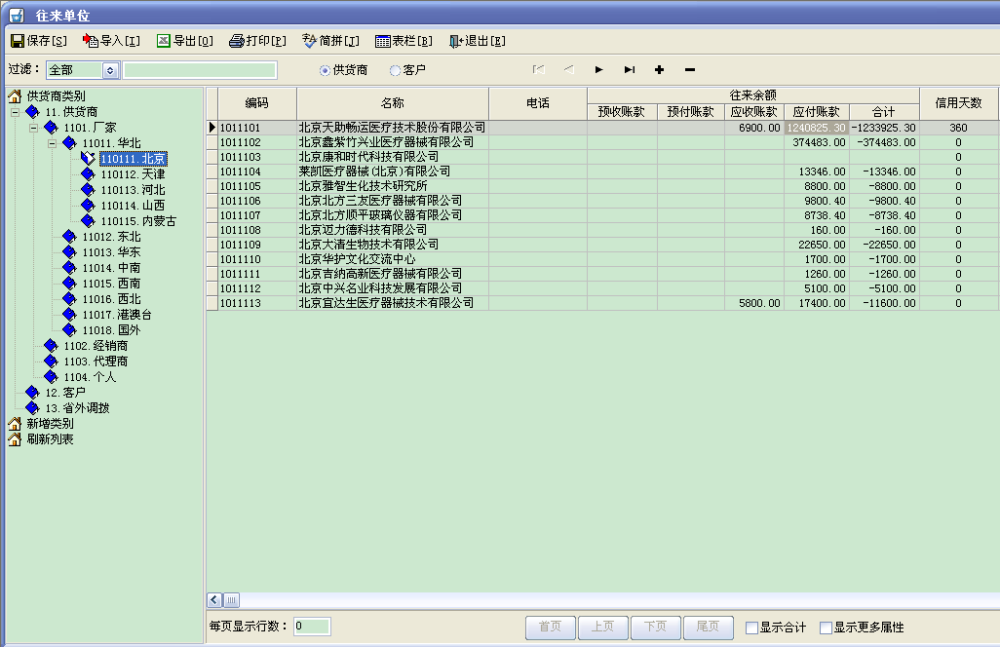 往来单位
保存[S] 导入[I] 导出[O] 打印[P] 简拼[J] 表栏[B] 退出[E]
过滤： 全部 供货商 客户
供货商类别
11.供货商
1101.厂家
11011.华北
110111.北京
110112.天津
110113.河北
110114.山西
110115.内蒙古
11012.东北
11013.华东
11014.中南
11015.西南
11016.西北
11017.港澳台
11018.国外
1102.经销商
1103.代理商
1104.个人
12.客户
13.省外调拨
新增类别
刷新列表
编码 名称 电话 往来余额 信用天数
预收账款 预付账款 应收账款 应付账款 合计
1011101 北京天助畅运医疗技术股份有限公司 6900.00 1240825.30 -1233925.30 360
1011102 北京鑫紫竹兴业医疗器械有限公司 374483.00 -374483.00 0
1011103 北京康和时代科技有限公司 0
1011104 莱凯医疗器械(北京)有限公司 13346.00 -13346.00 0
1011105 北京雅智生化技术研究所 8800.00 -8800.00 0
1011106 北京北方三友医疗器械有限公司 9800.40 -9800.40 0
1011107 北京北方顺平玻璃仪器有限公司 8738.40 -8738.40 0
1011108 北京迈力德科技有限公司 160.00 -160.00 0
1011109 北京大清生物技术有限公司 22650.00 -22650.00 0
1011110 北京华护文化交流中心 1700.00 -1700.00 0
1011111 北京吉纳高新医疗器械有限公司 1260.00 -1260.00 0
1011112 北京中兴名业科技发展有限公司 5100.00 -5100.00 0
1011113 北京宜达生医疗器械技术有限公司 5800.00 17400.00 -11600.00 0
每页显示行数： 0 首页 上页 下页 尾页 显示合计 显示更多属性